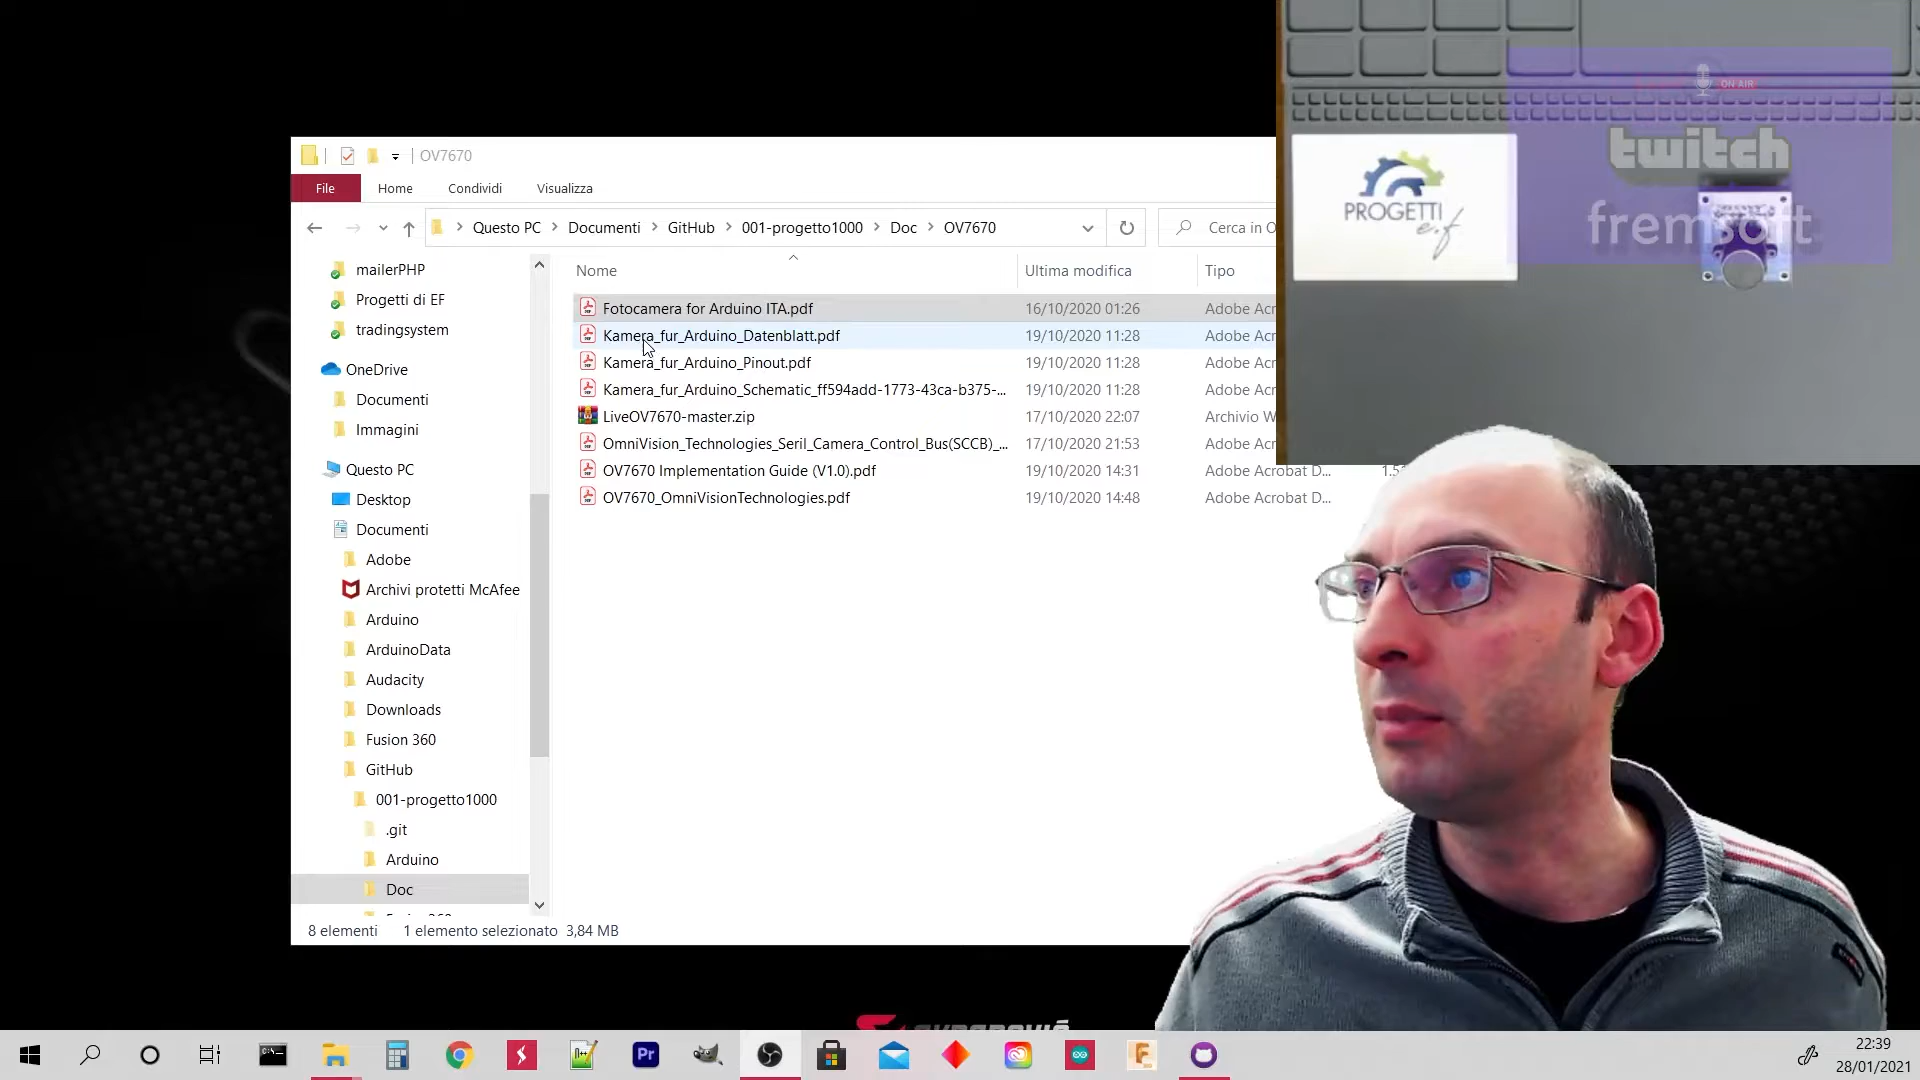 OV7670
File Home Condividi Visualizza
Questo PC Documenti GitHub 001-progetto1000 Doc OV7670
Cerca in O
mailerPHP
Progetti di EF
tradingsystem
OneDrive
Documenti
Immagini
Questo PC
Desktop
Documenti
Adobe
Archivi protetti McAfee
Arduino
ArduinoData
Audacity
Downloads
Fusion 360
GitHub
001-progetto1000
.git
Arduino
Doc
Nome Ultima modifica Tipo
Fotocamera for Arduino ITA.pdf 16/10/2020 01:26 Adobe Acr
Kamera_fur_Arduino_Datenblatt.pdf 19/10/2020 11:28 Adobe Acr
Kamera_fur_Arduino_Pinout.pdf 19/10/2020 11:28 Adobe Acr
Kamera_fur_Arduino_Schematic_ff594add-1773-43ca-b375-... 19/10/2020 11:28 Adobe Acr
LiveOV7670-master.zip 17/10/2020 22:07 Archivio W
OmniVision_Technologies_Seril_Camera_Control_Bus(SCCB)_... 17/10/2020 21:53 Adobe Acr
OV7670 Implementation Guide (V1.0).pdf 19/10/2020 14:31 Adobe Acrobat D...
OV7670_OmniVisionTechnologies.pdf 19/10/2020 14:48 Adobe Acrobat D...
8 elementi 1 elemento selezionato 3,84 MB
ON AIR
twitch
fremsoft
PROGETTI
e.f
Pr
22:39
28/01/2021